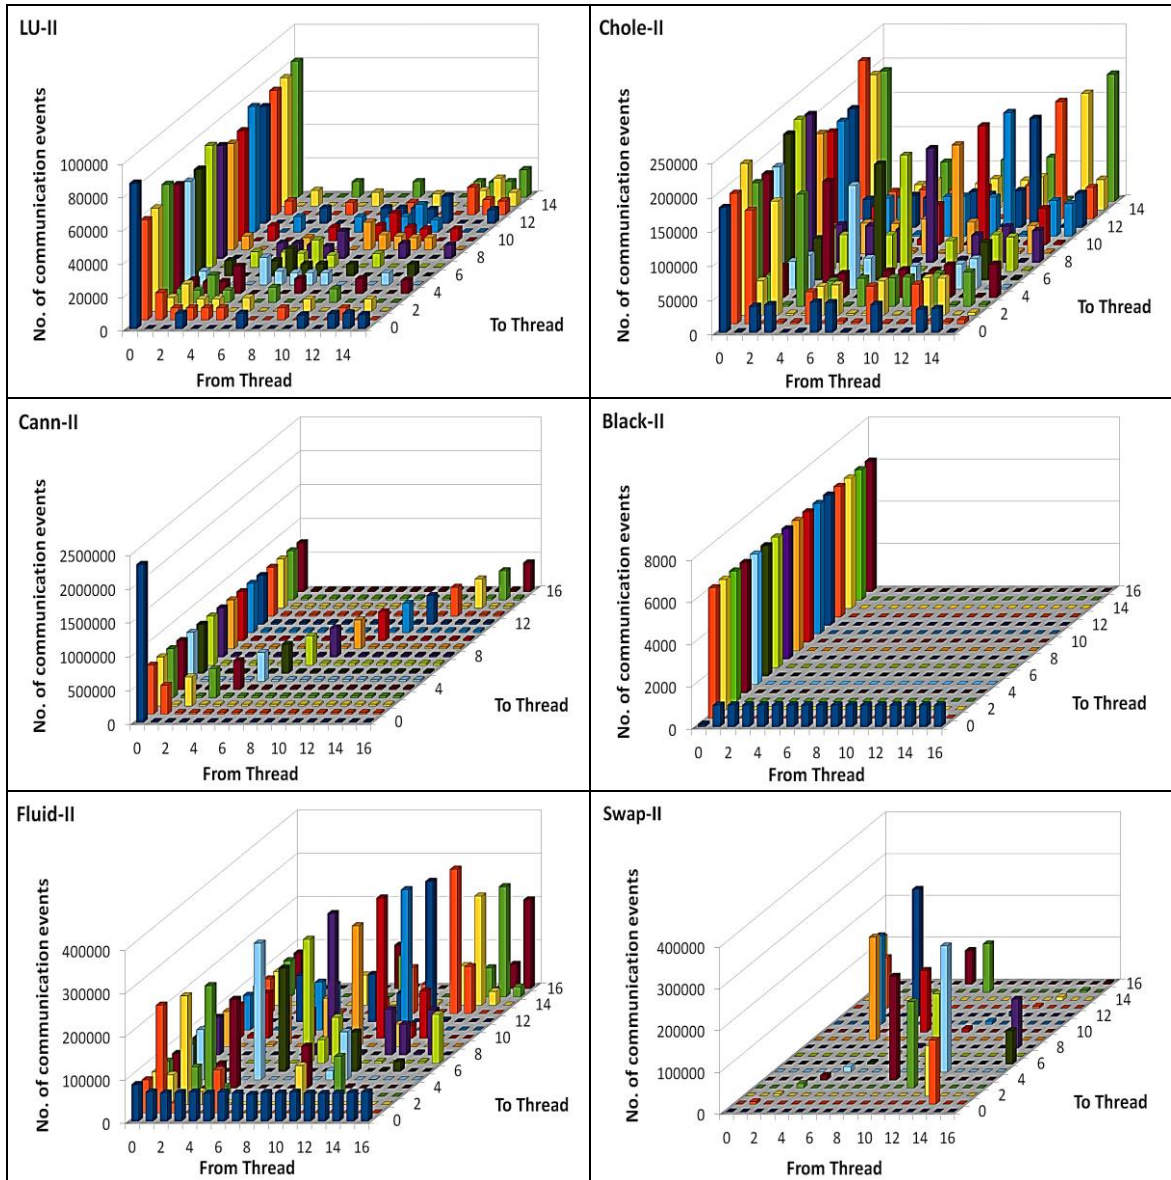 LU-II
No. of communication events
100000
80000
60000
40000
20000
0
0 2 4 6 8 10 12 14
From Thread
0 2 4 6 8 10 12 14
To Thread
Chole-II
No. of communication events
250000
200000
150000
100000
50000
0
0 2 4 6 8 10 12 14
From Thread
0 2 4 6 8 10 12 14
To Thread
Cann-II
No. of communication events
2500000
2000000
1500000
1000000
500000
0
0 2 4 6 8 10 12 14 16
From Thread
0 4 8 12 16
To Thread
Black-II
No. of communication events
8000
6000
4000
2000
0
0 2 4 6 8 10 12 14 16
From Thread
0 2 4 6 8 10 12 14 16
To Thread
Fluid-II
No. of communication events
400000
300000
200000
100000
0
0 2 4 6 8 10 12 14 16
From Thread
0 2 4 6 8 10 12 14 16
To Thread
Swap-II
No. of communication events
400000
300000
200000
100000
0
0 2 4 6 8 10 12 14 16
From Thread
0 2 4 6 8 10 12 14 16
To Thread